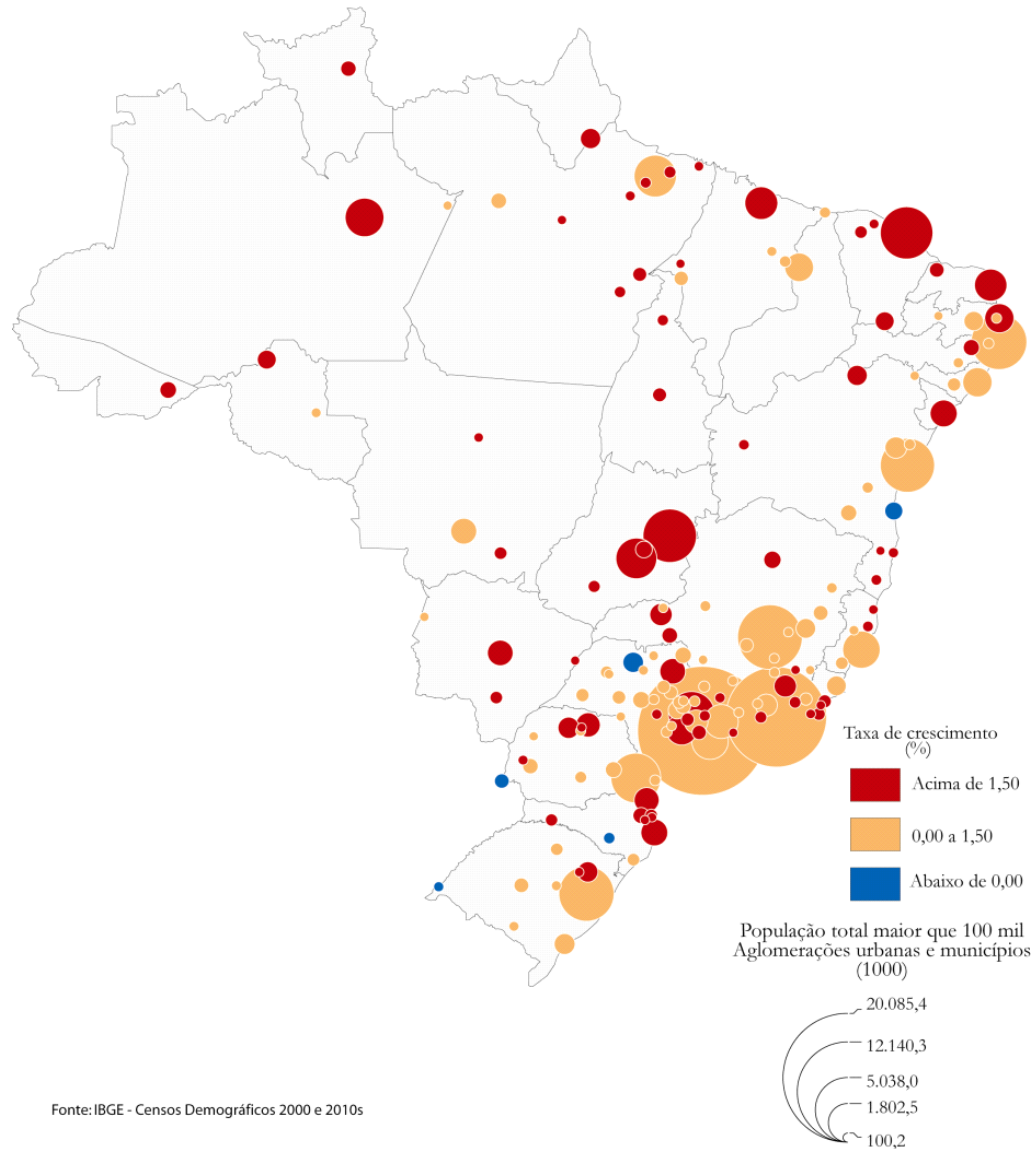 Taxa de crescimento
(%)
Acima de 1,50
0,00 a 1,50
Abaixo de 0,00
População total maior que 100 mil
Aglomerações urbanas e municípios
(1000)
20.085,4
12.140,3
5.038,0
1.802,5
100,2
Fonte: IBGE - Censos Demográficos 2000 e 2010s